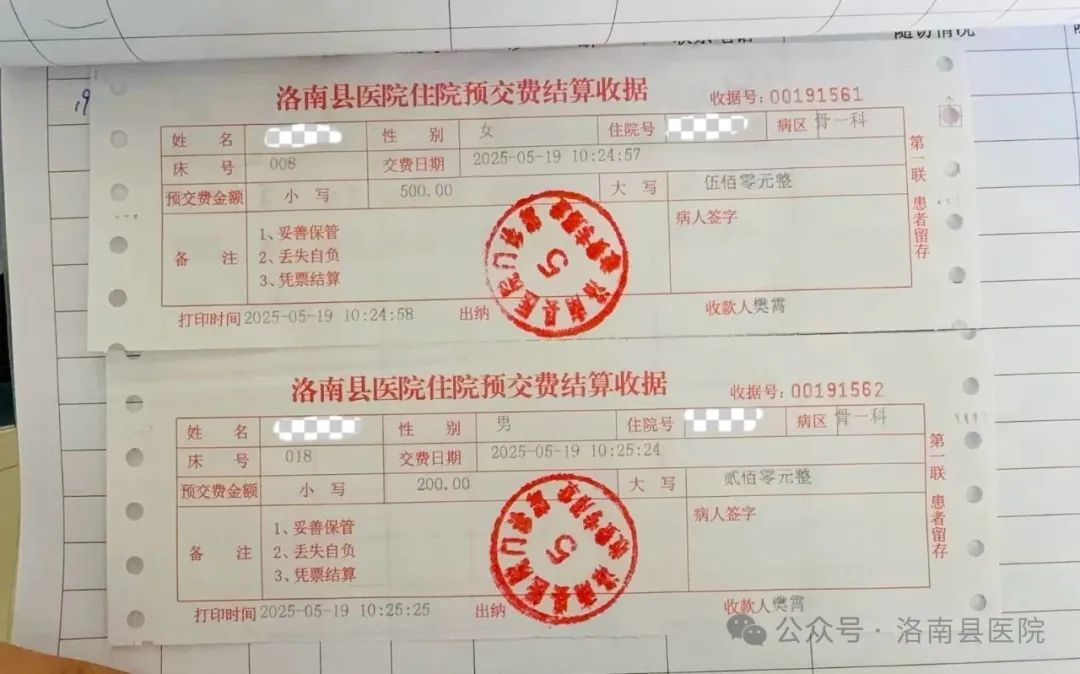 随访情况
洛南县医院住院预交费结算收据
收据号：00191561
姓 名 性 别 女 住院号 病区 骨一科
床 号 008 交费日期 2025-05-19 10:24:57
预交费金额 小 写 500.00 大 写 伍佰零元整
备 注
1、妥善保管
2、丢失自负
3、凭票结算
病人签字
第一联 患者留存
5
打印时间 2025-05-19 10:24:58 出纳 收款人 樊霄
洛南县医院住院预交费结算收据
收据号：00191562
姓 名 性 别 男 住院号 病区 骨一科
床 号 018 交费日期 2025-05-19 10:25:24
预交费金额 小 写 200.00 大 写 贰佰零元整
备 注
1、妥善保管
2、丢失自负
3、凭票结算
病人签字
第一联 患者留存
5
打印时间 2025-05-19 10:25:25 出纳 收款人 樊霄
公众号·洛南县医院